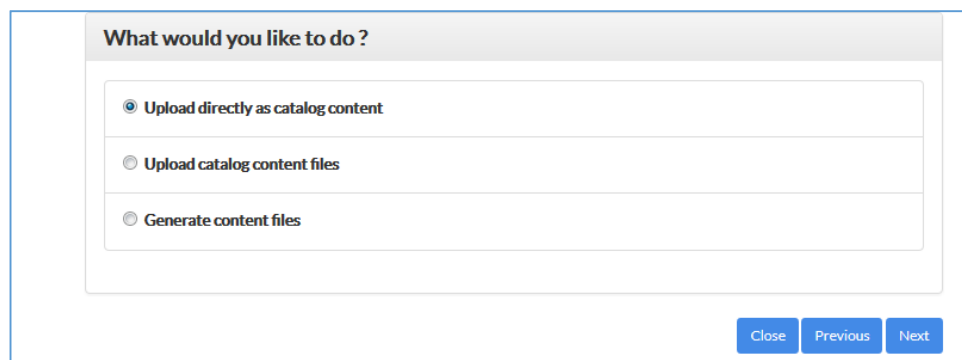 What would you like to do ?
Upload directly as catalog content
Upload catalog content files
Generate content files
Close Previous Next